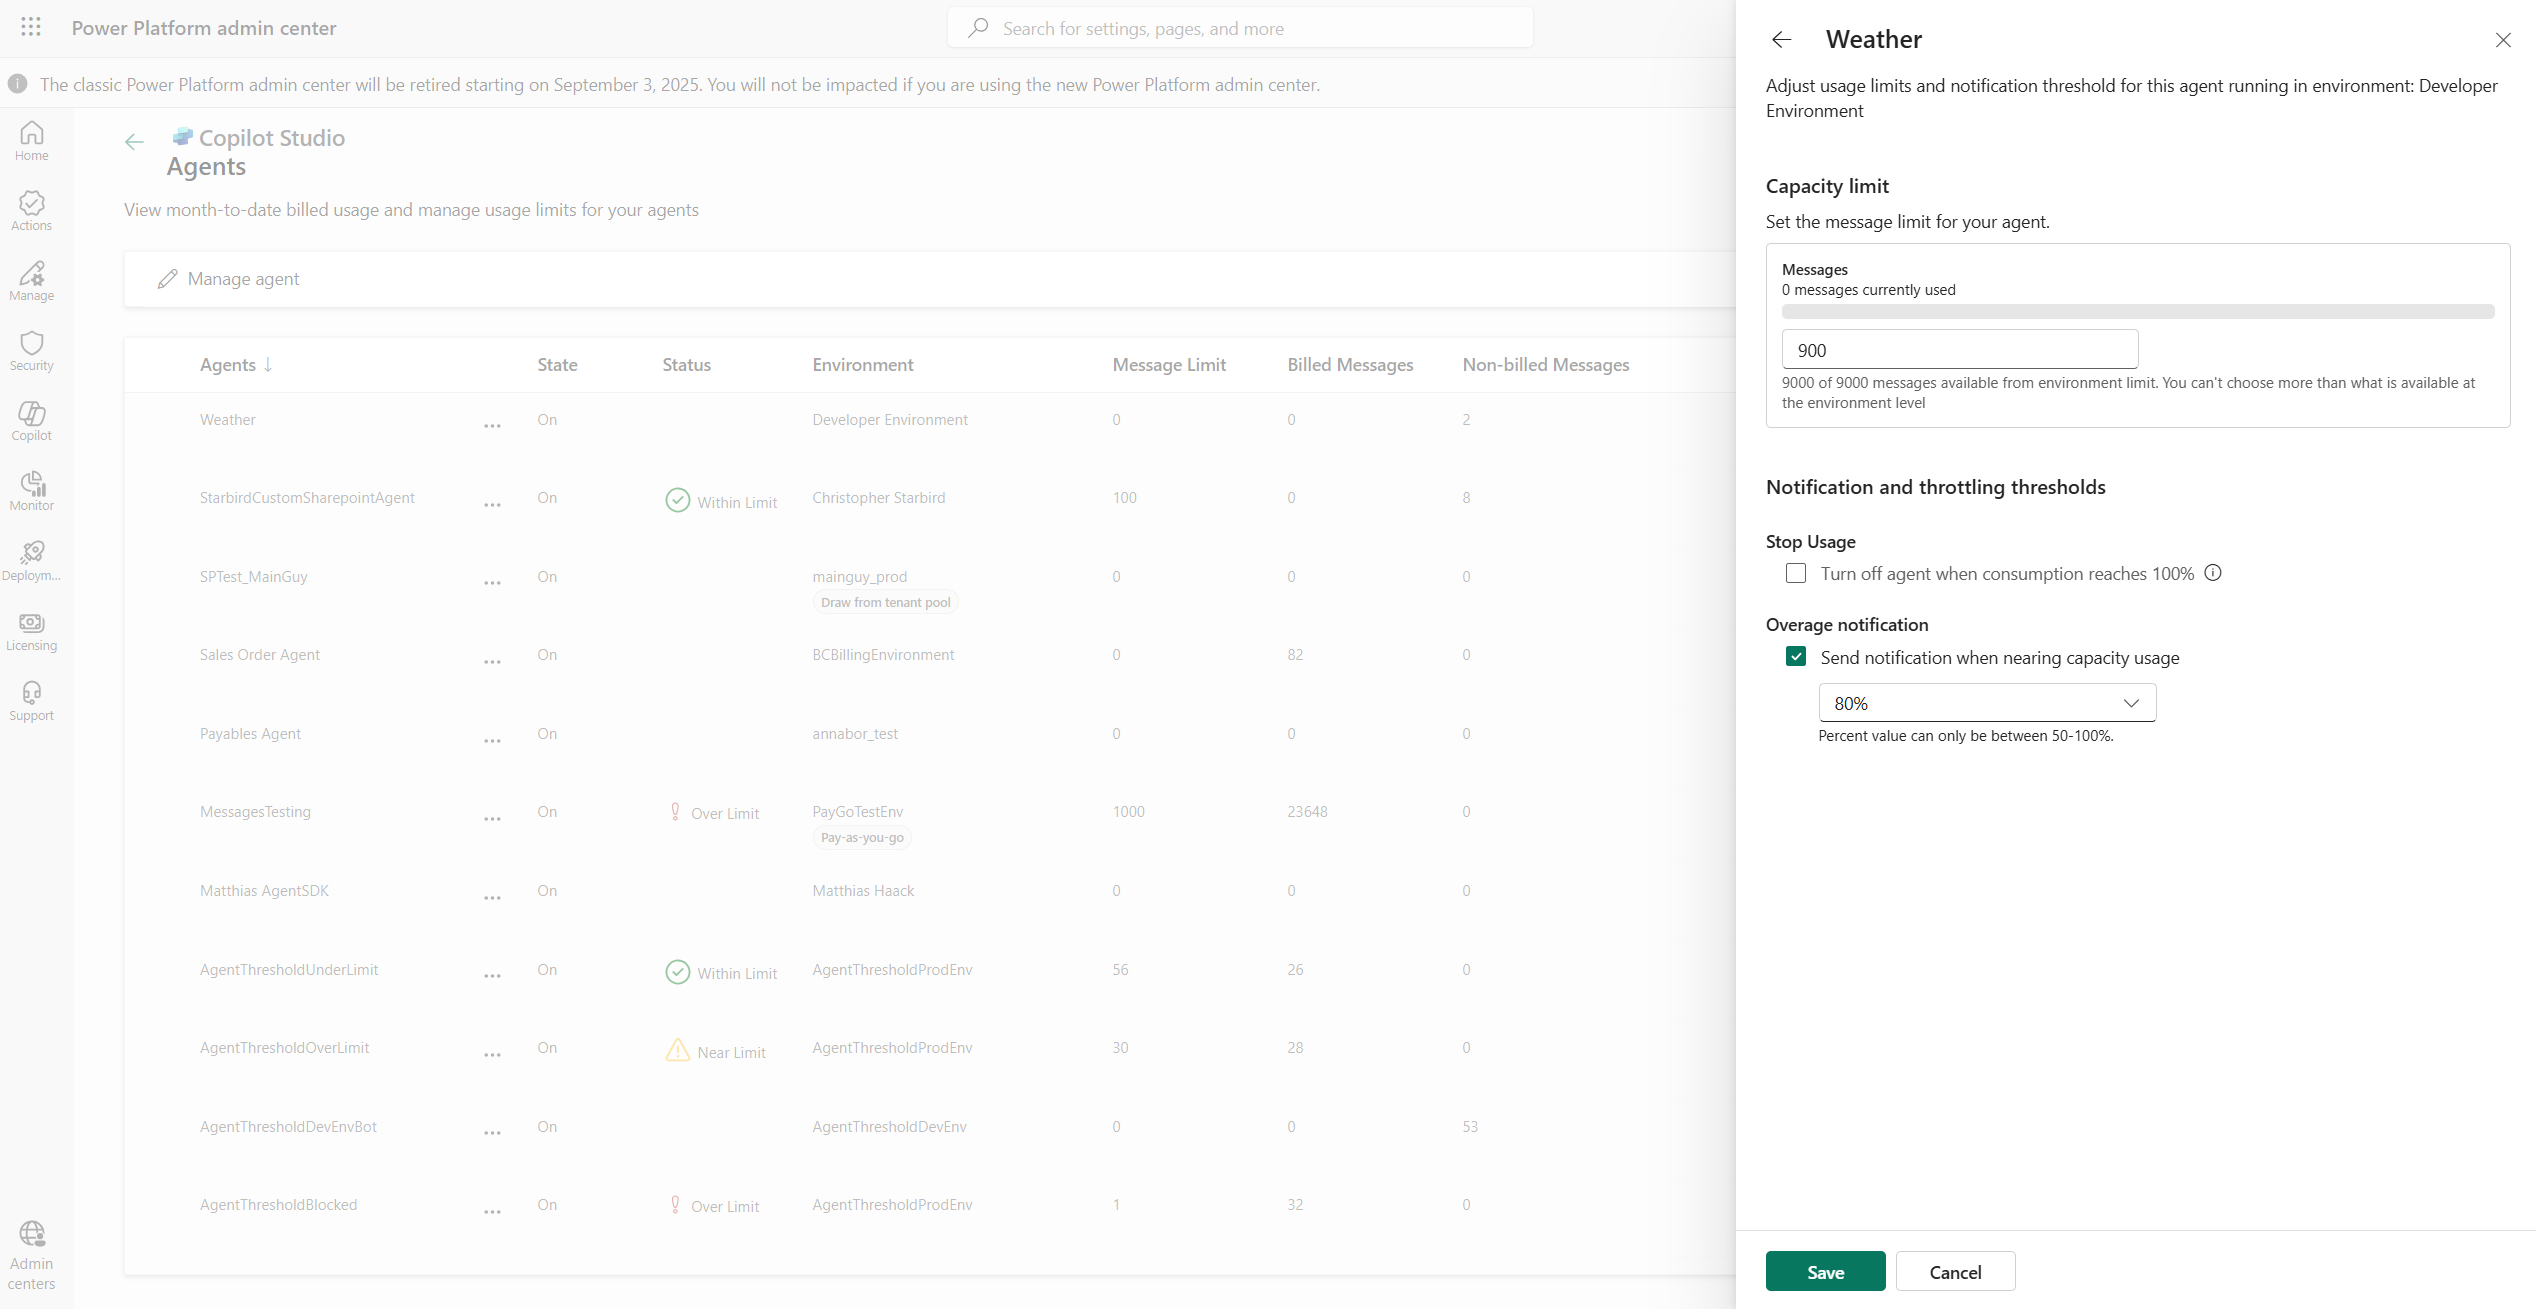 Power Platform admin center
Search for settings, pages, and more
The classic Power Platform admin center will be retired starting on September 3, 2025. You will not be impacted if you are using the new Power Platform admin center.
Home
Actions
Manage
Security
Copilot
Monitor
Deploym...
Licensing
Support
Admin
centers
Copilot Studio
Agents
View month-to-date billed usage and manage usage limits for your agents
Manage agent
Agents ↓ State Status Environment Message Limit Billed Messages Non-billed Messages
Weather ... On Developer Environment 0 0 2
StarbirdCustomSharepointAgent ... On Within Limit Christopher Starbird 100 0 8
SPTest_MainGuy ... On mainguy_prod 0 0 0
Draw from tenant pool
Sales Order Agent ... On BCBillingEnvironment 0 82 0
Payables Agent ... On annabor_test 0 0 0
MessagesTesting ... On Over Limit PayGoTestEnv 1000 23648 0
Pay-as-you-go
Matthias AgentSDK ... On Matthias Haack 0 0 0
AgentThresholdUnderLimit ... On Within Limit AgentThresholdProdEnv 56 26 0
AgentThresholdOverLimit ... On Near Limit AgentThresholdProdEnv 30 28 0
AgentThresholdDevEnvBot ... On AgentThresholdDevEnv 0 0 53
AgentThresholdBlocked ... On Over Limit AgentThresholdProdEnv 1 32 0
Weather
Adjust usage limits and notification threshold for this agent running in environment: Developer
Environment
Capacity limit
Set the message limit for your agent.
Messages
0 messages currently used
900
9000 of 9000 messages available from environment limit. You can't choose more than what is available at
the environment level
Notification and throttling thresholds
Stop Usage
Turn off agent when consumption reaches 100%
Overage notification
Send notification when nearing capacity usage
80%
Percent value can only be between 50-100%.
Save
Cancel